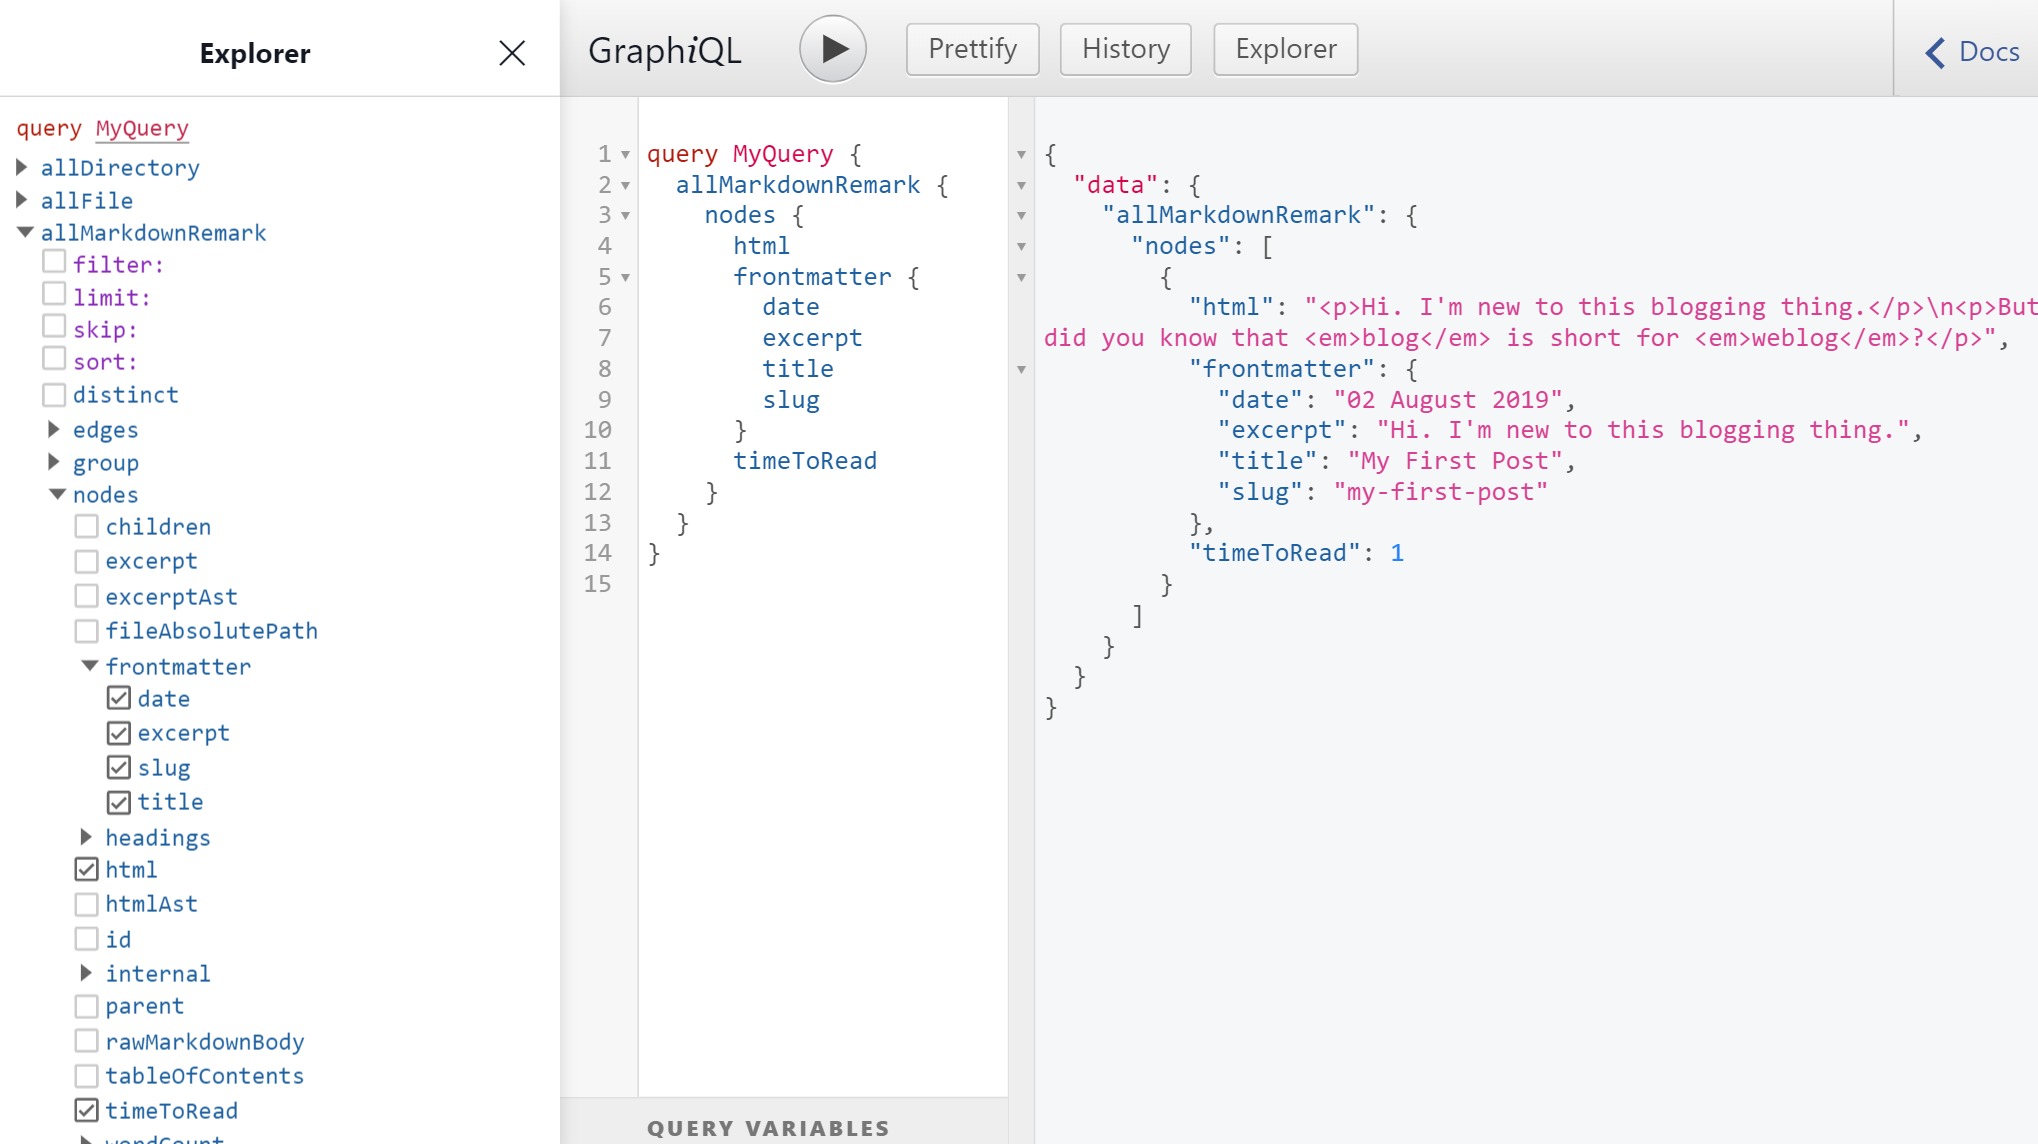 Explorer
query MyQuery
allDirectory
allFile
allMarkdownRemark
filter:
limit:
skip:
sort:
distinct
edges
group
nodes
children
excerpt
excerptAst
fileAbsolutePath
frontmatter
date
excerpt
slug
title
headings
html
htmlAst
id
internal
parent
rawMarkdownBody
tableOfContents
timeToRead
wordCount
GraphiQL
Prettify
History
Explorer
Docs
1 query MyQuery {
2 allMarkdownRemark {
3 nodes {
4 html
5 frontmatter {
6 date
7 excerpt
8 title
9 slug
10 }
11 timeToRead
12 }
13 }
14 }
15
QUERY VARIABLES
{
"data": {
"allMarkdownRemark": {
"nodes": [
{
"html": "<p>Hi. I'm new to this blogging thing.</p>\n<p>But
did you know that <em>blog</em> is short for <em>weblog</em>?</p>",
"frontmatter": {
"date": "02 August 2019",
"excerpt": "Hi. I'm new to this blogging thing.",
"title": "My First Post",
"slug": "my-first-post"
},
"timeToRead": 1
}
]
}
}
}